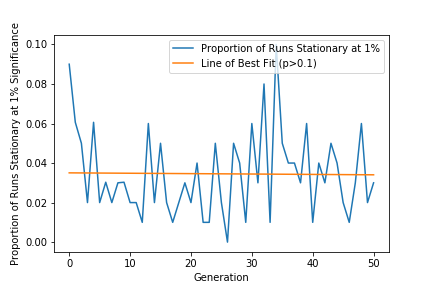 Proportion of Runs Stationary at 1%
Line of Best Fit (p>0.1)
Proportion of Runs Stationary at 1% Significance
0.10
0.08
0.06
0.04
0.02
0.00
0 10 20 30 40 50
Generation